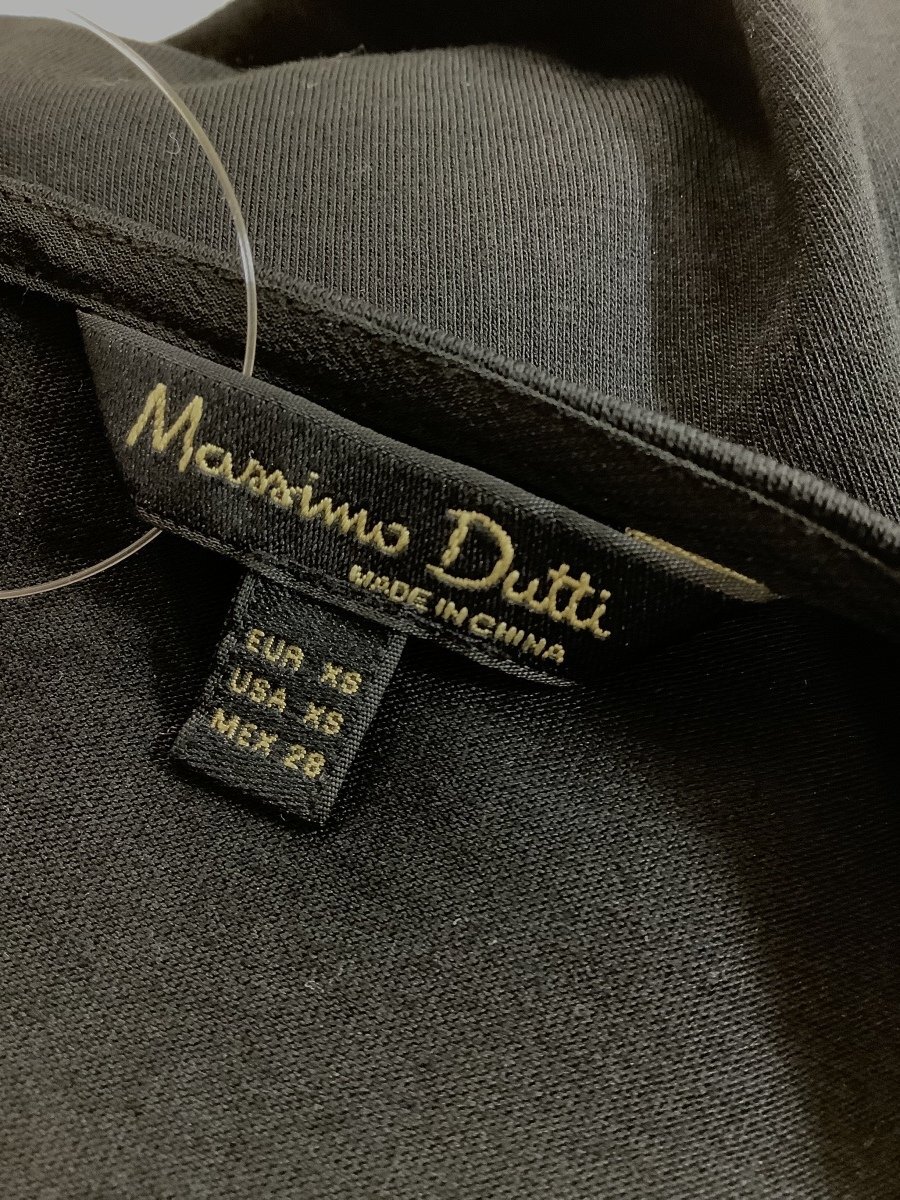 Massimo Dutti
MADE IN CHINA
EUR XS
USA XS
MEX 28